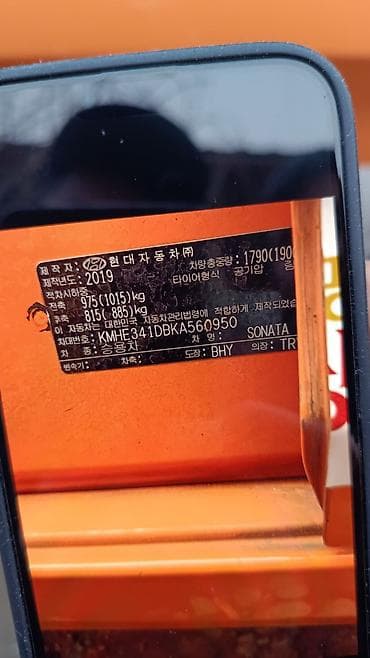 제작자: 현대자동차(주)
제작년도: 2019 차량총중량: 1790(190
적차시하중 타이어형식 공기압
전축 975(1015)kg
후축 815( 885)kg
이 자동차는 대한민국 자동차관리법령에 적합하게 제작되었습
차대번호: KMHE341DBKA560950
차 종: 승용차 차 명: SONATA
변속기: 차축: 도장: BHY 의장: TR